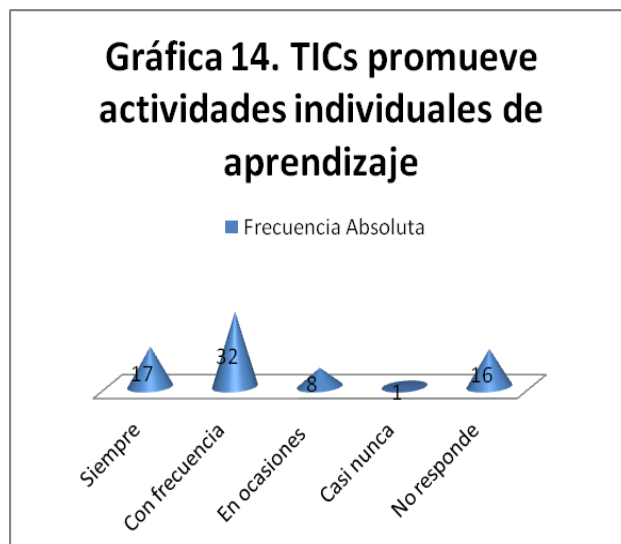 Gráfica 14. TICs promueve
actividades individuales de
aprendizaje
Frecuencia Absoluta
17
32
8
1
16
Siempre
Con frecuencia
En ocasiones
Casi nunca
No responde